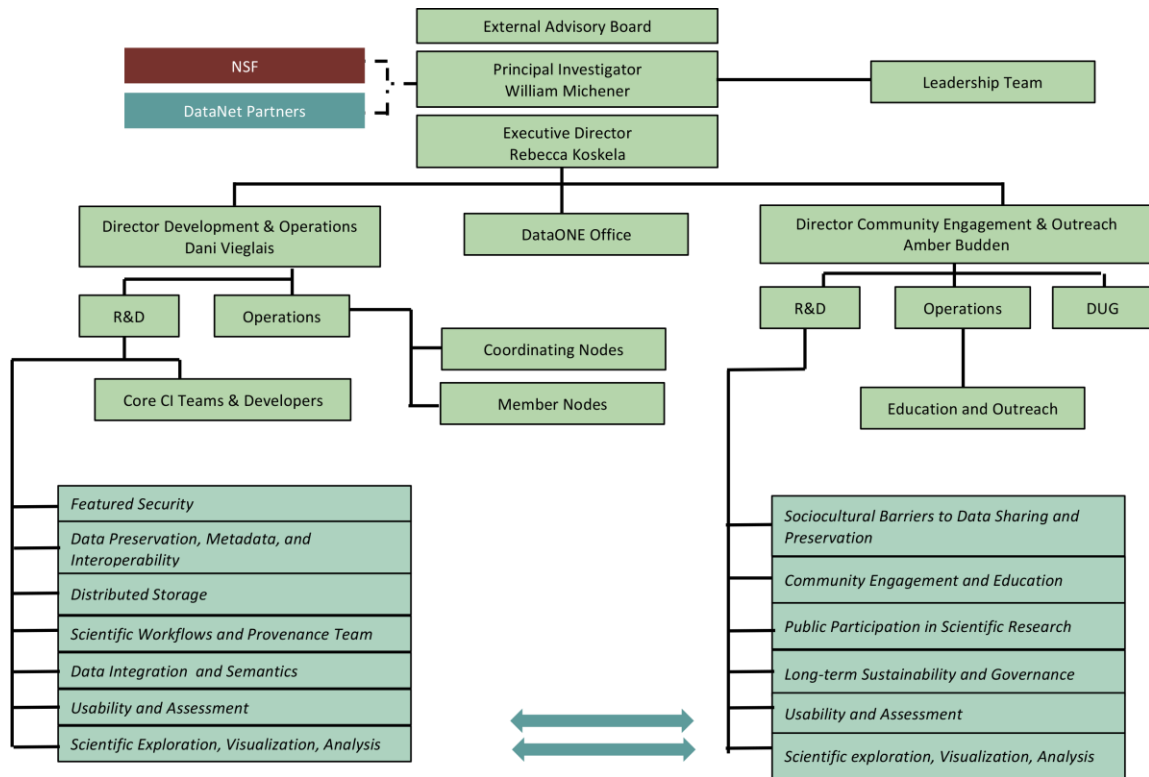 External Advisory Board
NSF
Principal Investigator
William Michener
Leadership Team
DataNet Partners
Executive Director
Rebecca Koskela
Director Development & Operations
Dani Vieglais
DataONE Office
Director Community Engagement & Outreach
Amber Budden
R&D
Operations
R&D
Operations
DUG
Coordinating Nodes
Core CI Teams & Developers
Member Nodes
Education and Outreach
Featured Security
Data Preservation, Metadata, and
Interoperability
Distributed Storage
Scientific Workflows and Provenance Team
Data Integration and Semantics
Usability and Assessment
Scientific Exploration, Visualization, Analysis
Sociocultural Barriers to Data Sharing and
Preservation
Community Engagement and Education
Public Participation in Scientific Research
Long-term Sustainability and Governance
Usability and Assessment
Scientific exploration, Visualization, Analysis